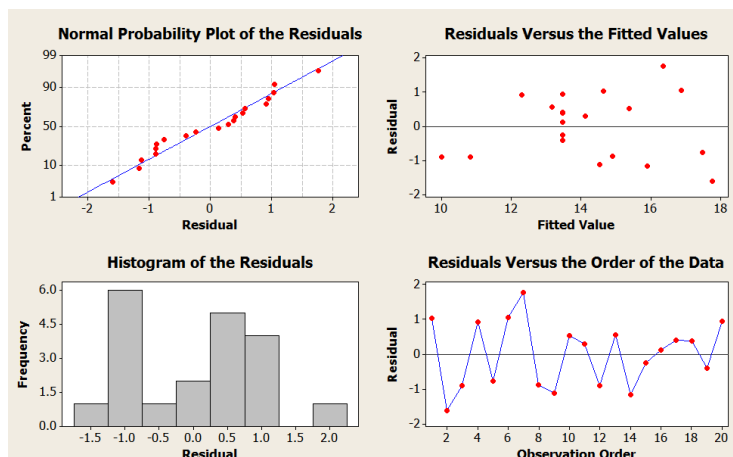 Normal Probability Plot of the Residuals
99
90
50
10
1
Percent
-2 -1 0 1 2
Residual
Residuals Versus the Fitted Values
2
1
0
-1
-2
Residual
10 12 14 16 18
Fitted Value
Histogram of the Residuals
6.0
4.5
3.0
1.5
0.0
Frequency
-1.5 -1.0 -0.5 0.0 0.5 1.0 1.5 2.0
Residual
Residuals Versus the Order of the Data
2
1
0
-1
-2
Residual
2 4 6 8 10 12 14 16 18 20
Observation Order